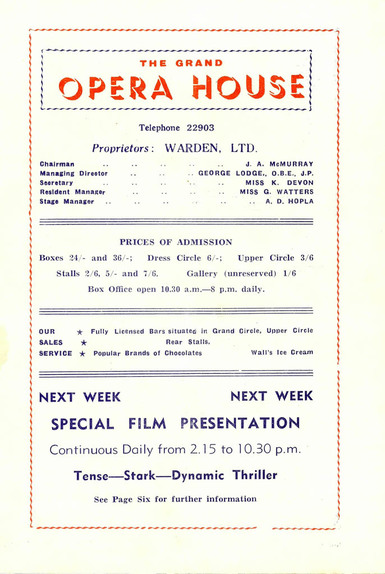 THE GRAND
OPERA HOUSE
Telephone 22903
Proprietors: WARDEN, LTD.
Chairman .. .. .. .. .. J. A. McMURRAY
Managing Director .. .. .. GEORGE LODGE, O.B.E., J.P.
Secretary .. .. .. .. MISS K. DEVON
Resident Manager .. .. .. .. MISS G. WATTERS
Stage Manager .. .. .. .. .. .. A. D. HOPLA
PRICES OF ADMISSION
Boxes 24/- and 36/-; Dress Circle 6/-; Upper Circle 3/6
Stalls 2/6, 5/- and 7/6. Gallery (unreserved) 1/6
Box Office open 10.30 a.m.—8 p.m. daily.
OUR ★ Fully Licensed Bars situated in Grand Circle, Upper Circle
SALES ★ Rear Stalls.
SERVICE ★ Popular Brands of Chocolates Wall's Ice Cream
NEXT WEEK NEXT WEEK
SPECIAL FILM PRESENTATION
Continuous Daily from 2.15 to 10.30 p.m.
Tense—Stark—Dynamic Thriller
See Page Six for further information